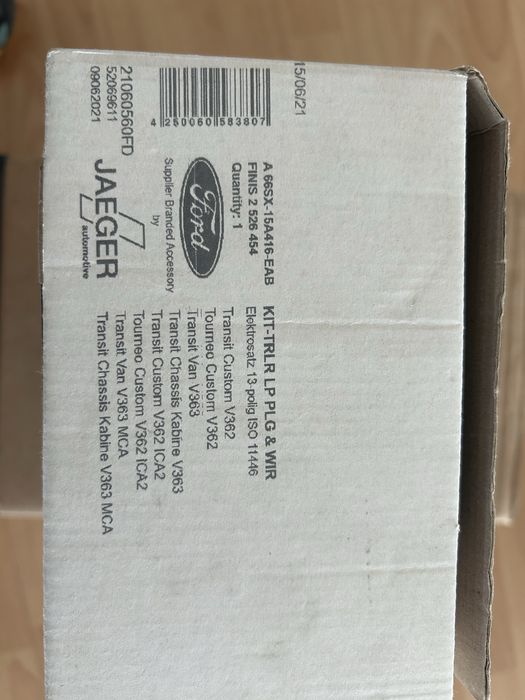 15/06/21
A 66SX-15A416-EAB
FINIS 2 526 454
Quantity: 1
KIT-TRLR LP PLG & WIR
Elektrosatz 13-polig ISO 11446
Transit Custom V362
Tourneo Custom V362
Transit Van V363
Transit Chassis Kabine V363
Transit Custom V362 ICA2
Tourneo Custom V362 ICA2
Transit Van V363 MCA
Transit Chassis Kabine V363 MCA
4 250060 583807
Ford
Supplier Branded Accessory
by
JAEGER
automotive
21060560FD
52069611
09062021